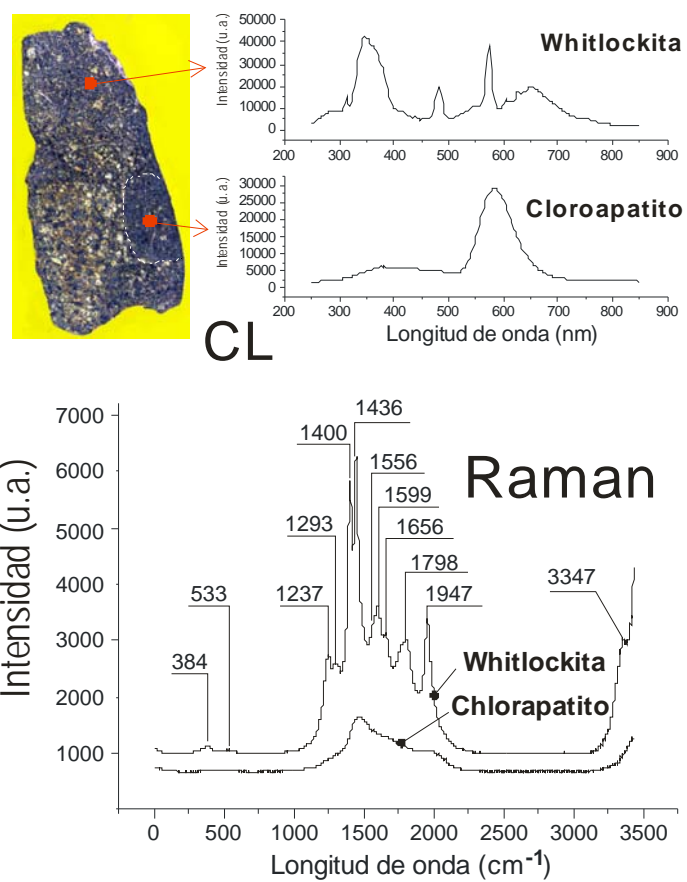 Intensidad (u.a.)
50000
40000
30000
20000
10000
0
Whitlockita
200 300 400 500 600 700 800 900
Intensidad (u.a.)
30000
25000
20000
15000
10000
5000
0
Cloroapatito
200 300 400 500 600 700 800 900
Longitud de onda (nm)
CL
Intensidad (u.a.)
7000
6000
5000
4000
3000
2000
1000
1436
1400
1556
1599
1293
1656
1798
533
1237
1947
3347
384
Raman
Whitlockita
Chlorapatito
0 500 1000 1500 2000 2500 3000 3500
Longitud de onda (cm-1)